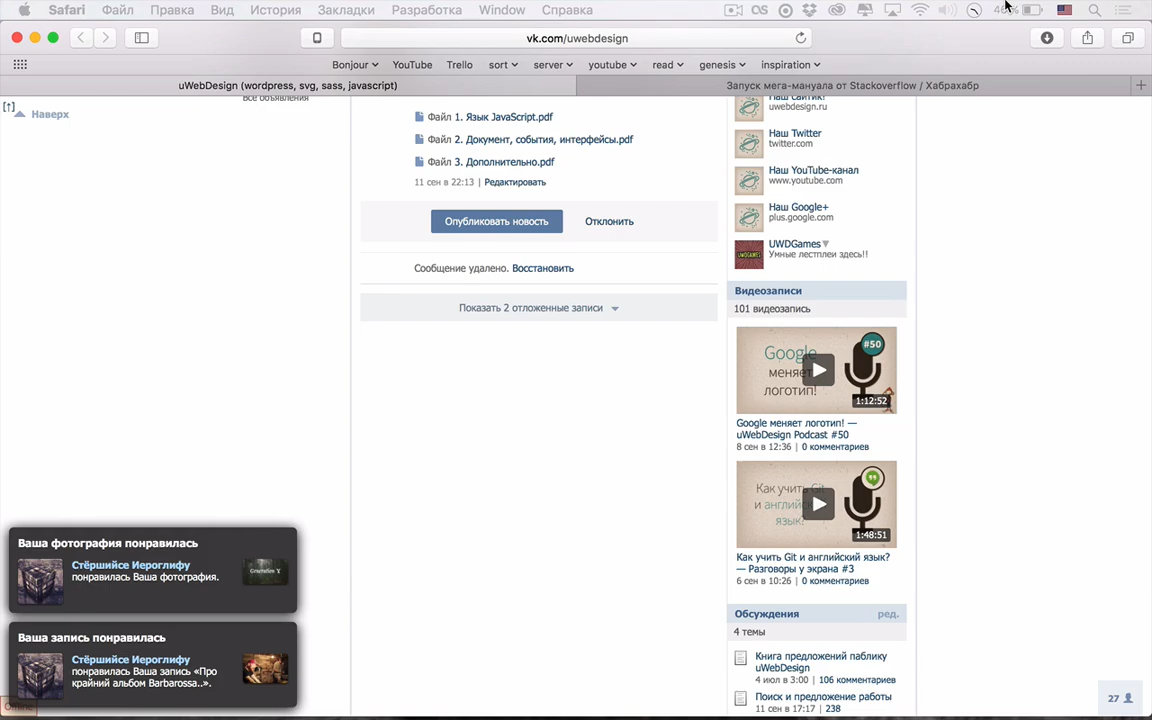 Safari Файл Правка Вид История Закладки Разработка Window Справка
vk.com/uwebdesign
Bonjour YouTube Trello sort server youtube read genesis inspiration
uWebDesign (wordpress, svg, sass, javascript)
Запуск мега-мануала от Stackoverflow / Хабрахабр
[↑]
Наверх
Все объявления
Файл 1. Язык JavaScript.pdf
Файл 2. Документ, события, интерфейсы.pdf
Файл 3. Дополнительно.pdf
11 сен в 22:13 | Редактировать
Опубликовать новость Отклонить
Сообщение удалено. Восстановить
Показать 2 отложенные записи
Наш сайтик!
uwebdesign.ru
Наш Twitter
twitter.com
Наш YouTube-канал
www.youtube.com
Наш Google+
plus.google.com
UWDGames
Умные летсплеи здесь!!
Видеозаписи
101 видеозапись
#50
Google
меняет
логотип!
1:12:52
Google меняет логотип! —
uWebDesign Podcast #50
8 сен в 12:36 | 0 комментариев
Как учить Git
и английский
язык!
1:48:51
Как учить Git и английский язык?
— Разговоры у экрана #3
6 сен в 10:26 | 0 комментариев
Обсуждения ред.
4 темы
Книга предложений паблику
uWebDesign
4 июл в 3:00 | 106 комментариев
Поиск и предложение работы
11 сен в 17:17 | 238
Ваша фотография понравилась
Стёршийсе Иероглифу
понравилась Ваша фотография.
Generation Y
Ваша запись понравилась
Стёршийсе Иероглифу
понравилась Ваша запись «Про
крайний альбом Barbarossa..».
Offline
27